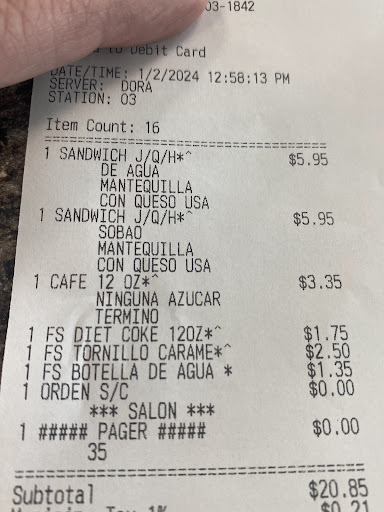 03-1842
to Debit Card
DATE/TIME: 1/2/2024 12:58:13 PM
SERVER: DORA
STATION: 03
Item Count: 16
1 SANDWICH J/Q/H*^ $5.95
DE AGUA
MANTEQUILLA
CON QUESO USA
1 SANDWICH J/Q/H*^ $5.95
SOBAO
MANTEQUILLA
CON QUESO USA
1 CAFE 12 OZ*^ $3.35
NINGUNA AZUCAR
TERMINO
1 FS DIET COKE 12OZ*^ $1.75
1 FS TORNILLO CARAME*^ $2.50
1 FS BOTELLA DE AGUA * $1.35
1 ORDEN S/C $0.00
*** SALON ***
1 ##### PAGER ##### $0.00
35
Subtotal $20.85
Tax 1% $0.21